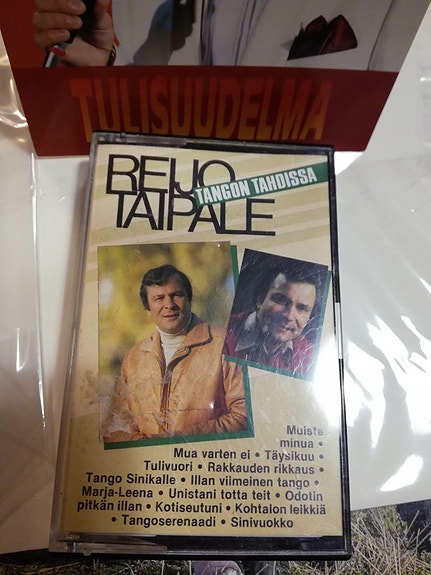 TULISUUDELMA
REIJO
TANGON TAHDISSA
TAIPALE
Muista
minua •
Mua varten ei • Täysikuu •
Tulivuori • Rakkauden rikkaus •
Tango Sinikalle • Illan viimeinen tango •
Marja-Leena • Unistani totta teit • Odotin
pitkän illan • Kotiseutuni • Kohtalon leikkiä
• Tangoserenaadi • Sinivuokko